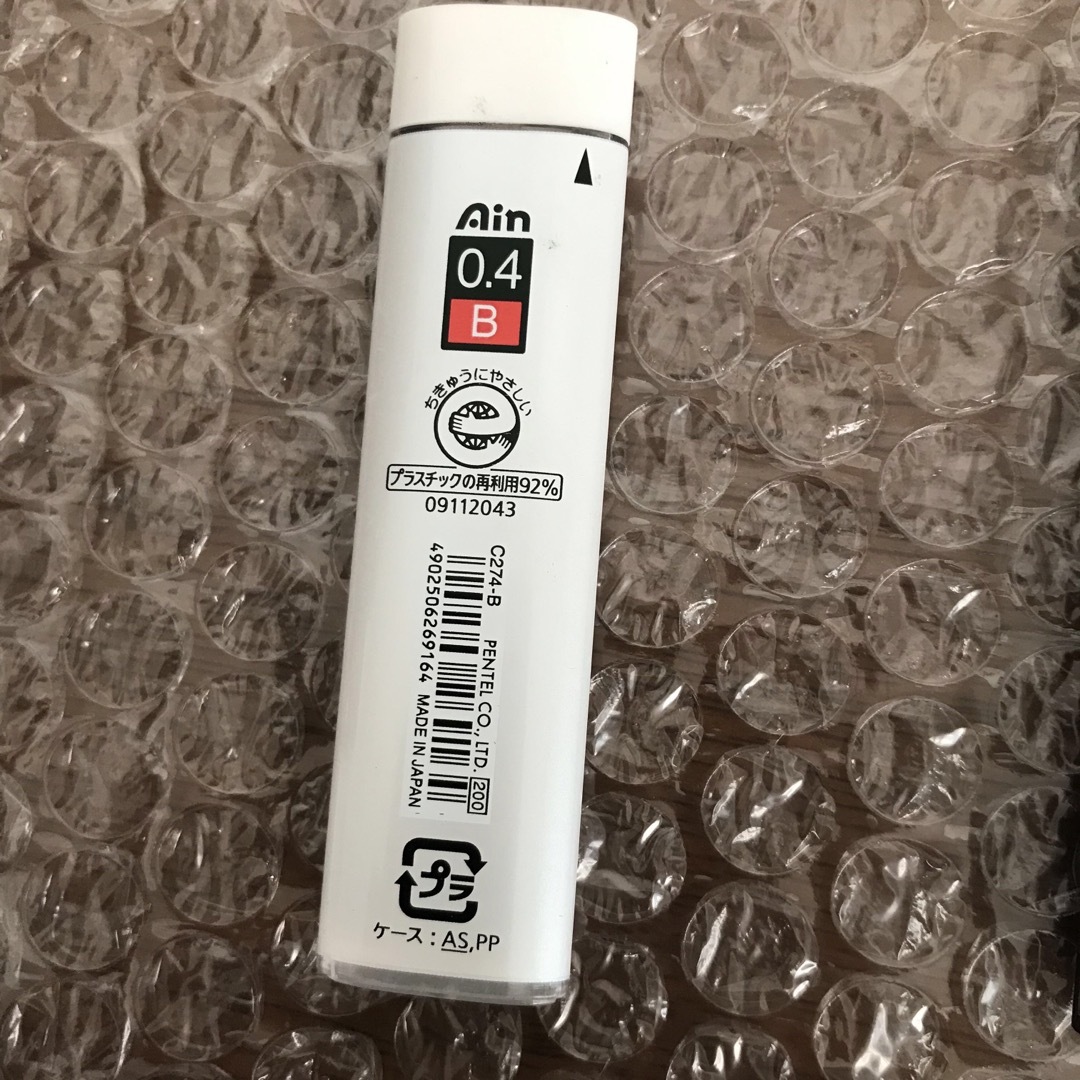 Ain
0.4
B
ちきゅうにやさしい
プラスチックの再利用92%
09112043
C274-B PENTEL CO., LTD. 200
4902506269164 MADE IN JAPAN
プラ
ケース：AS,PP